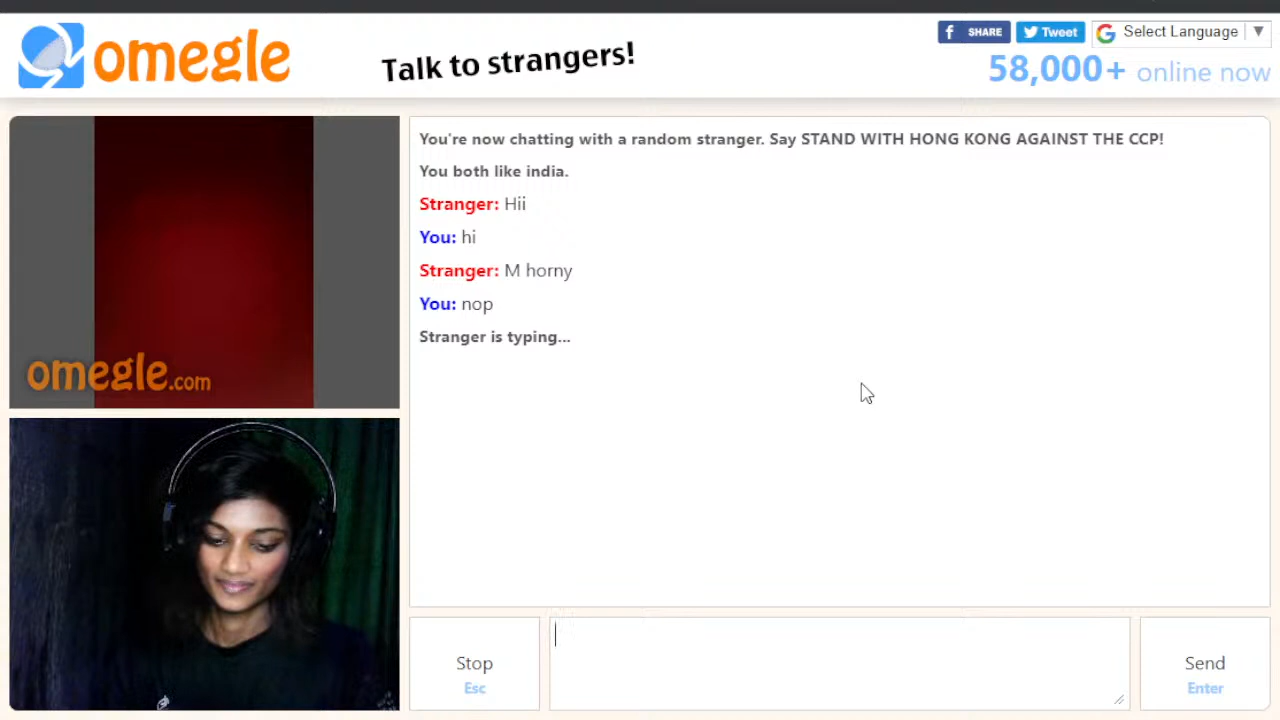 omegle
Talk to strangers!
f SHARE
Tweet
G Select Language ▼
58,000+ online now
You're now chatting with a random stranger. Say STAND WITH HONG KONG AGAINST THE CCP!
You both like india.
Stranger: Hii
You: hi
Stranger: M horny
You: nop
Stranger is typing...
omegle.com
Stop
Esc
Send
Enter